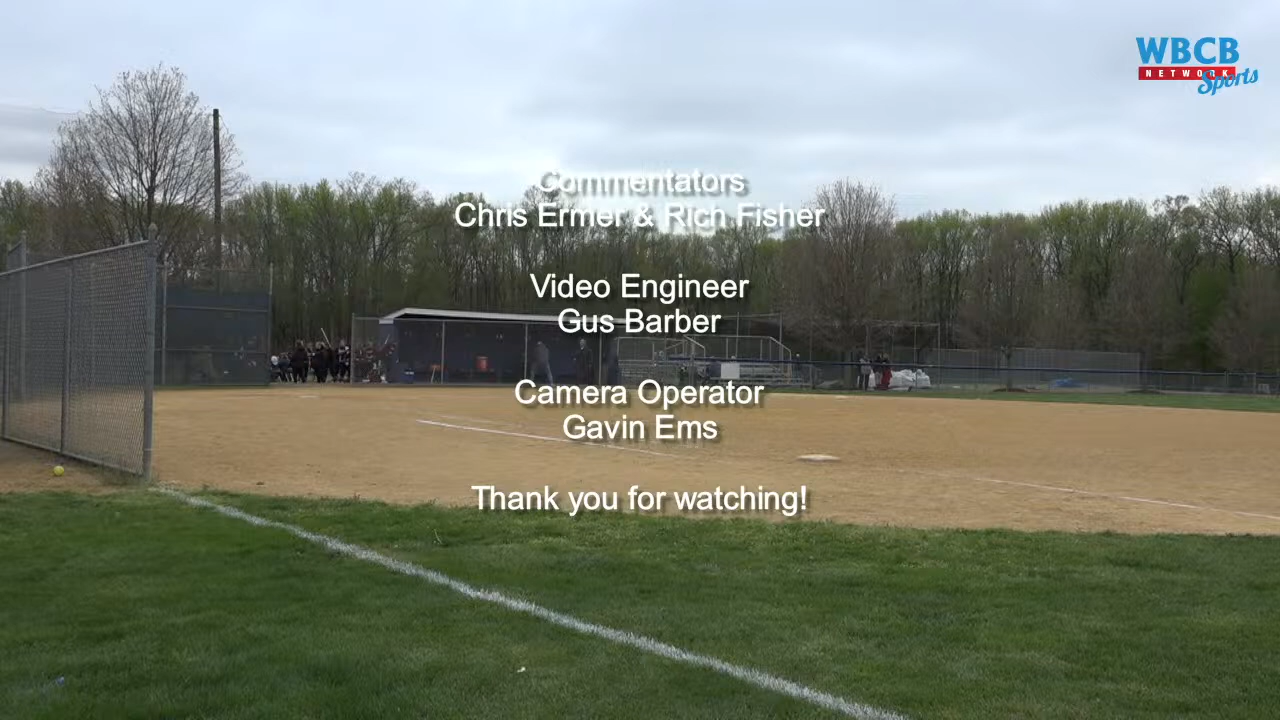 WBCB
NETWORK
Sports
Commentators
Chris Ermer & Rich Fisher
Video Engineer
Gus Barber
Camera Operator
Gavin Ems
Thank you for watching!